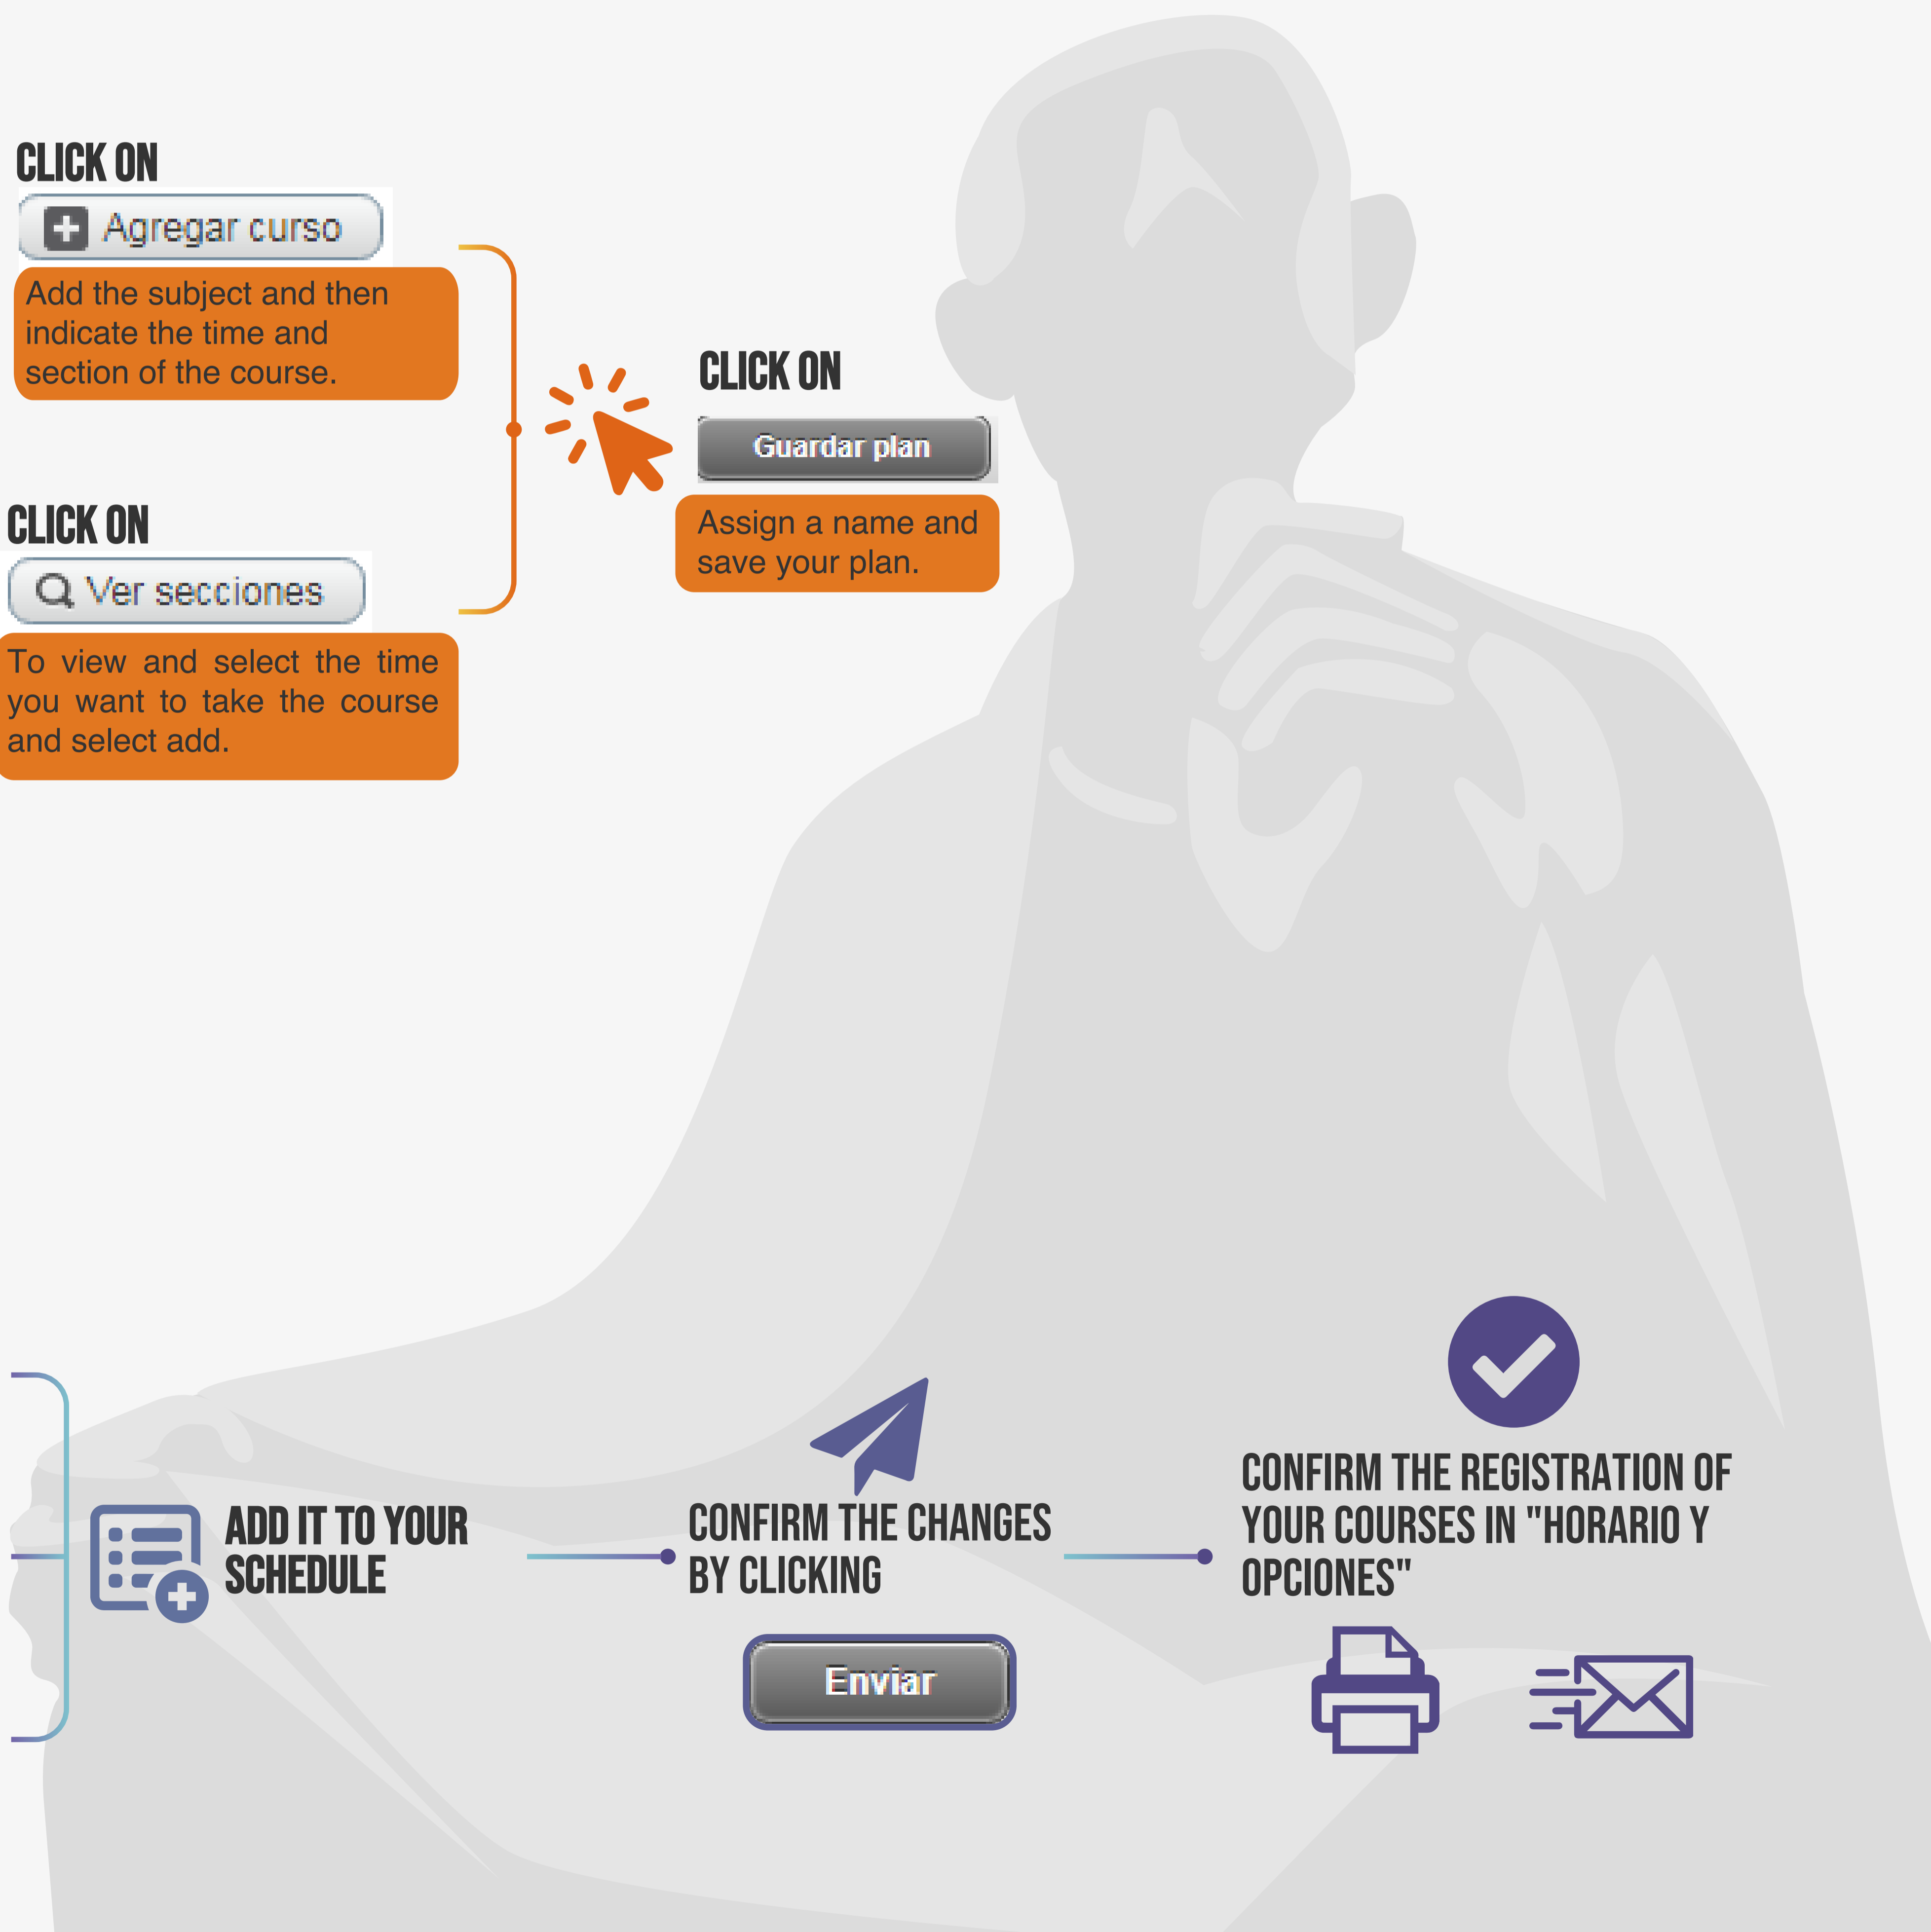 CLICK ON
Agregar curso
Add the subject and then
indicate the time and
section of the course.
CLICK ON
Ver secciones
To view and select the time
you want to take the course
and select add.
CLICK ON
Guardar plan
Assign a name and
save your plan.
ADD IT TO YOUR
SCHEDULE
CONFIRM THE CHANGES
BY CLICKING
Enviar
CONFIRM THE REGISTRATION OF
YOUR COURSES IN "HORARIO Y
OPCIONES"